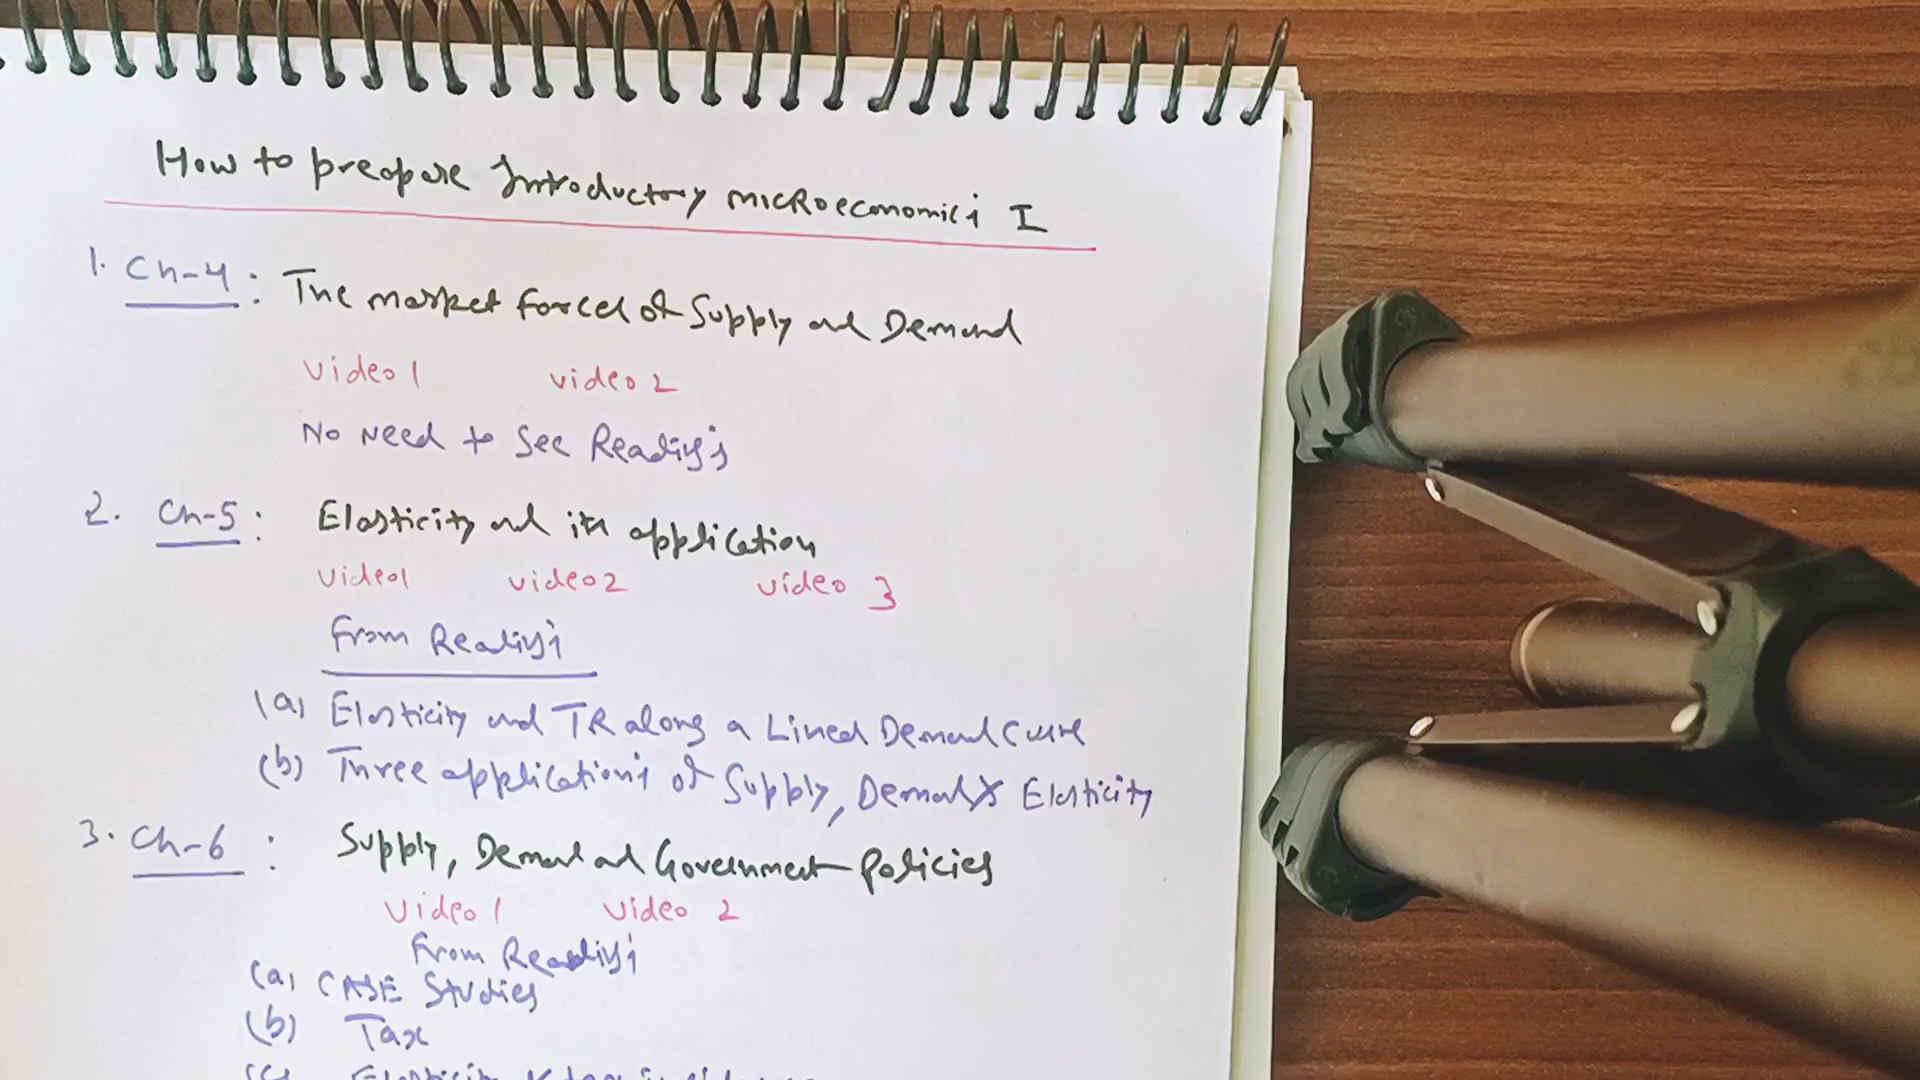 How to preapare Introductory microeconomics I
1. Ch-4: The market forces of Supply and Demand
Video 1 video 2
No Need to See Readings
2. Ch-5: Elasticity and its application
Video1 video2 video 3
From Readings
(a) Elasticity and TR along a Linear Demand Curve
(b) Three applications of Supply, Demand & Elasticity
3. Ch-6: Supply, Demand and Government Policies
Video 1 Video 2
From Readings
(a) CASE Studies
(b) Tax